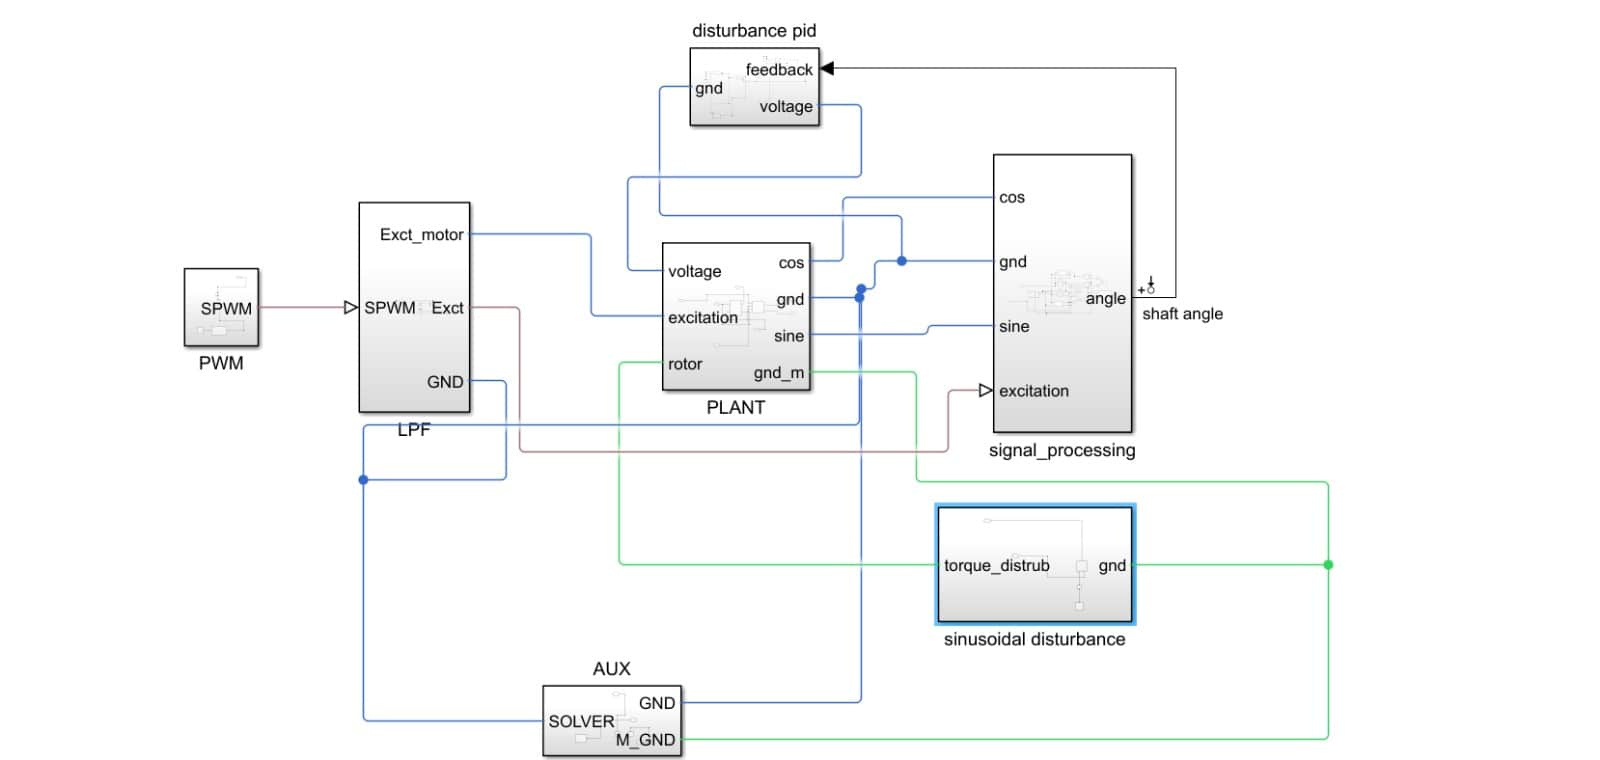 disturbance pid
feedback
gnd
voltage
Exct_motor
SPWM
Exct
GND
LPF
SPWM
PWM
voltage
cos
gnd
excitation
sine
rotor
gnd_m
PLANT
cos
gnd
angle
sine
excitation
signal_processing
shaft angle
torque_distrub
gnd
sinusoidal disturbance
AUX
GND
SOLVER
M_GND